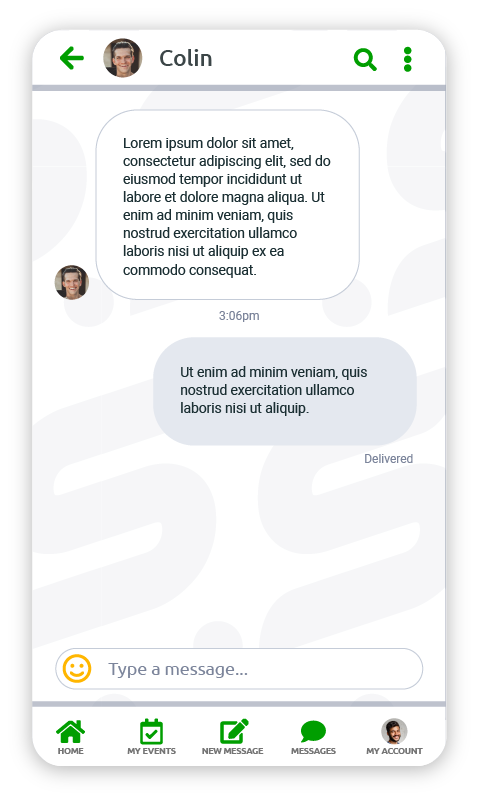 Colin
Lorem ipsum dolor sit amet,
consectetur adipiscing elit, sed do
eiusmod tempor incididunt ut
labore et dolore magna aliqua. Ut
enim ad minim veniam, quis
nostrud exercitation ullamco
laboris nisi ut aliquip ex ea
commodo consequat.
3:06pm
Ut enim ad minim veniam, quis
nostrud exercitation ullamco
laboris nisi ut aliquip.
Delivered
Type a message...
HOME
MY EVENTS
NEW MESSAGE
MESSAGES
MY ACCOUNT